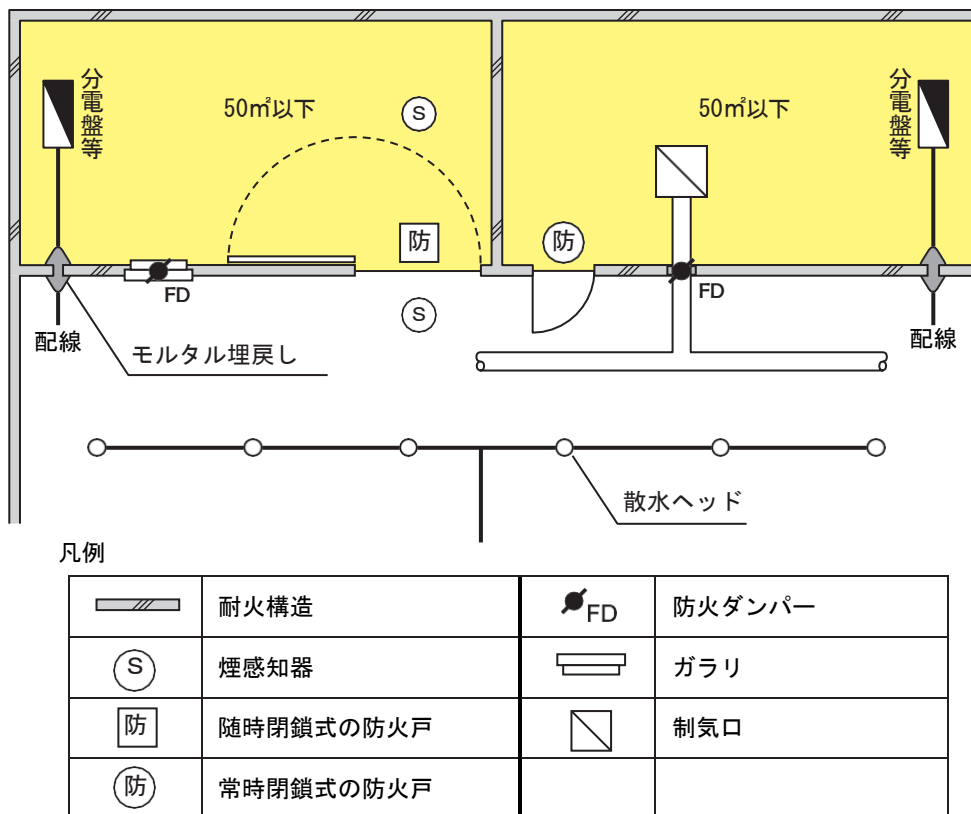 分電盤等
50㎡以下
S
50㎡以下
分電盤等
防
防
FD
S
FD
配線
モルタル埋戻し
配線
散水ヘッド
凡例
耐火構造
FD
防火ダンパー
S
煙感知器
ガラリ
防
随時閉鎖式の防火戸
制気口
防
常時閉鎖式の防火戸